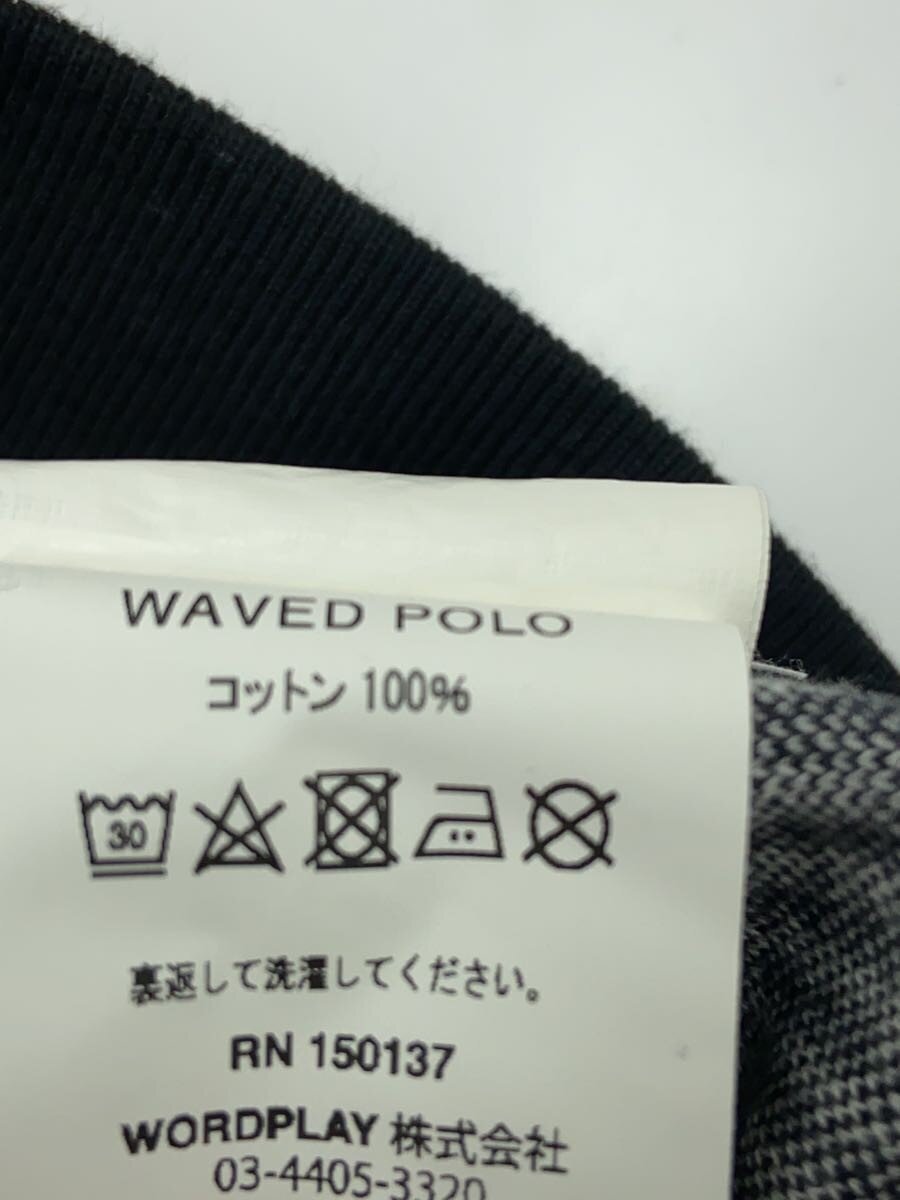 WAVED POLO
コットン 100%
30
裏返して洗濯してください。
RN 150137
WORDPLAY 株式会社
03-4405-3320